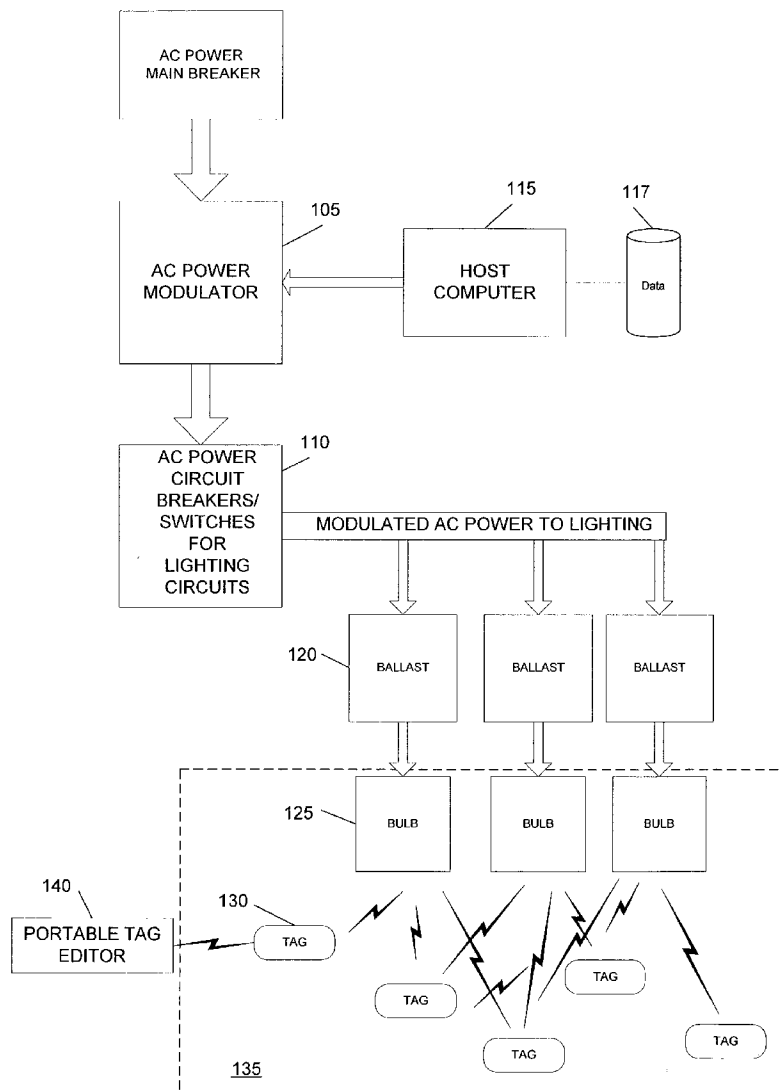 AC POWER
MAIN BREAKER
105
115
117
AC POWER
MODULATOR
HOST
COMPUTER
Data
110
AC POWER
CIRCUIT
BREAKERS/
SWITCHES
FOR
LIGHTING
CIRCUITS
MODULATED AC POWER TO LIGHTING
120
BALLAST
BALLAST
BALLAST
125
BULB
BULB
BULB
140
130
PORTABLE TAG
EDITOR
TAG
TAG
TAG
TAG
TAG
135